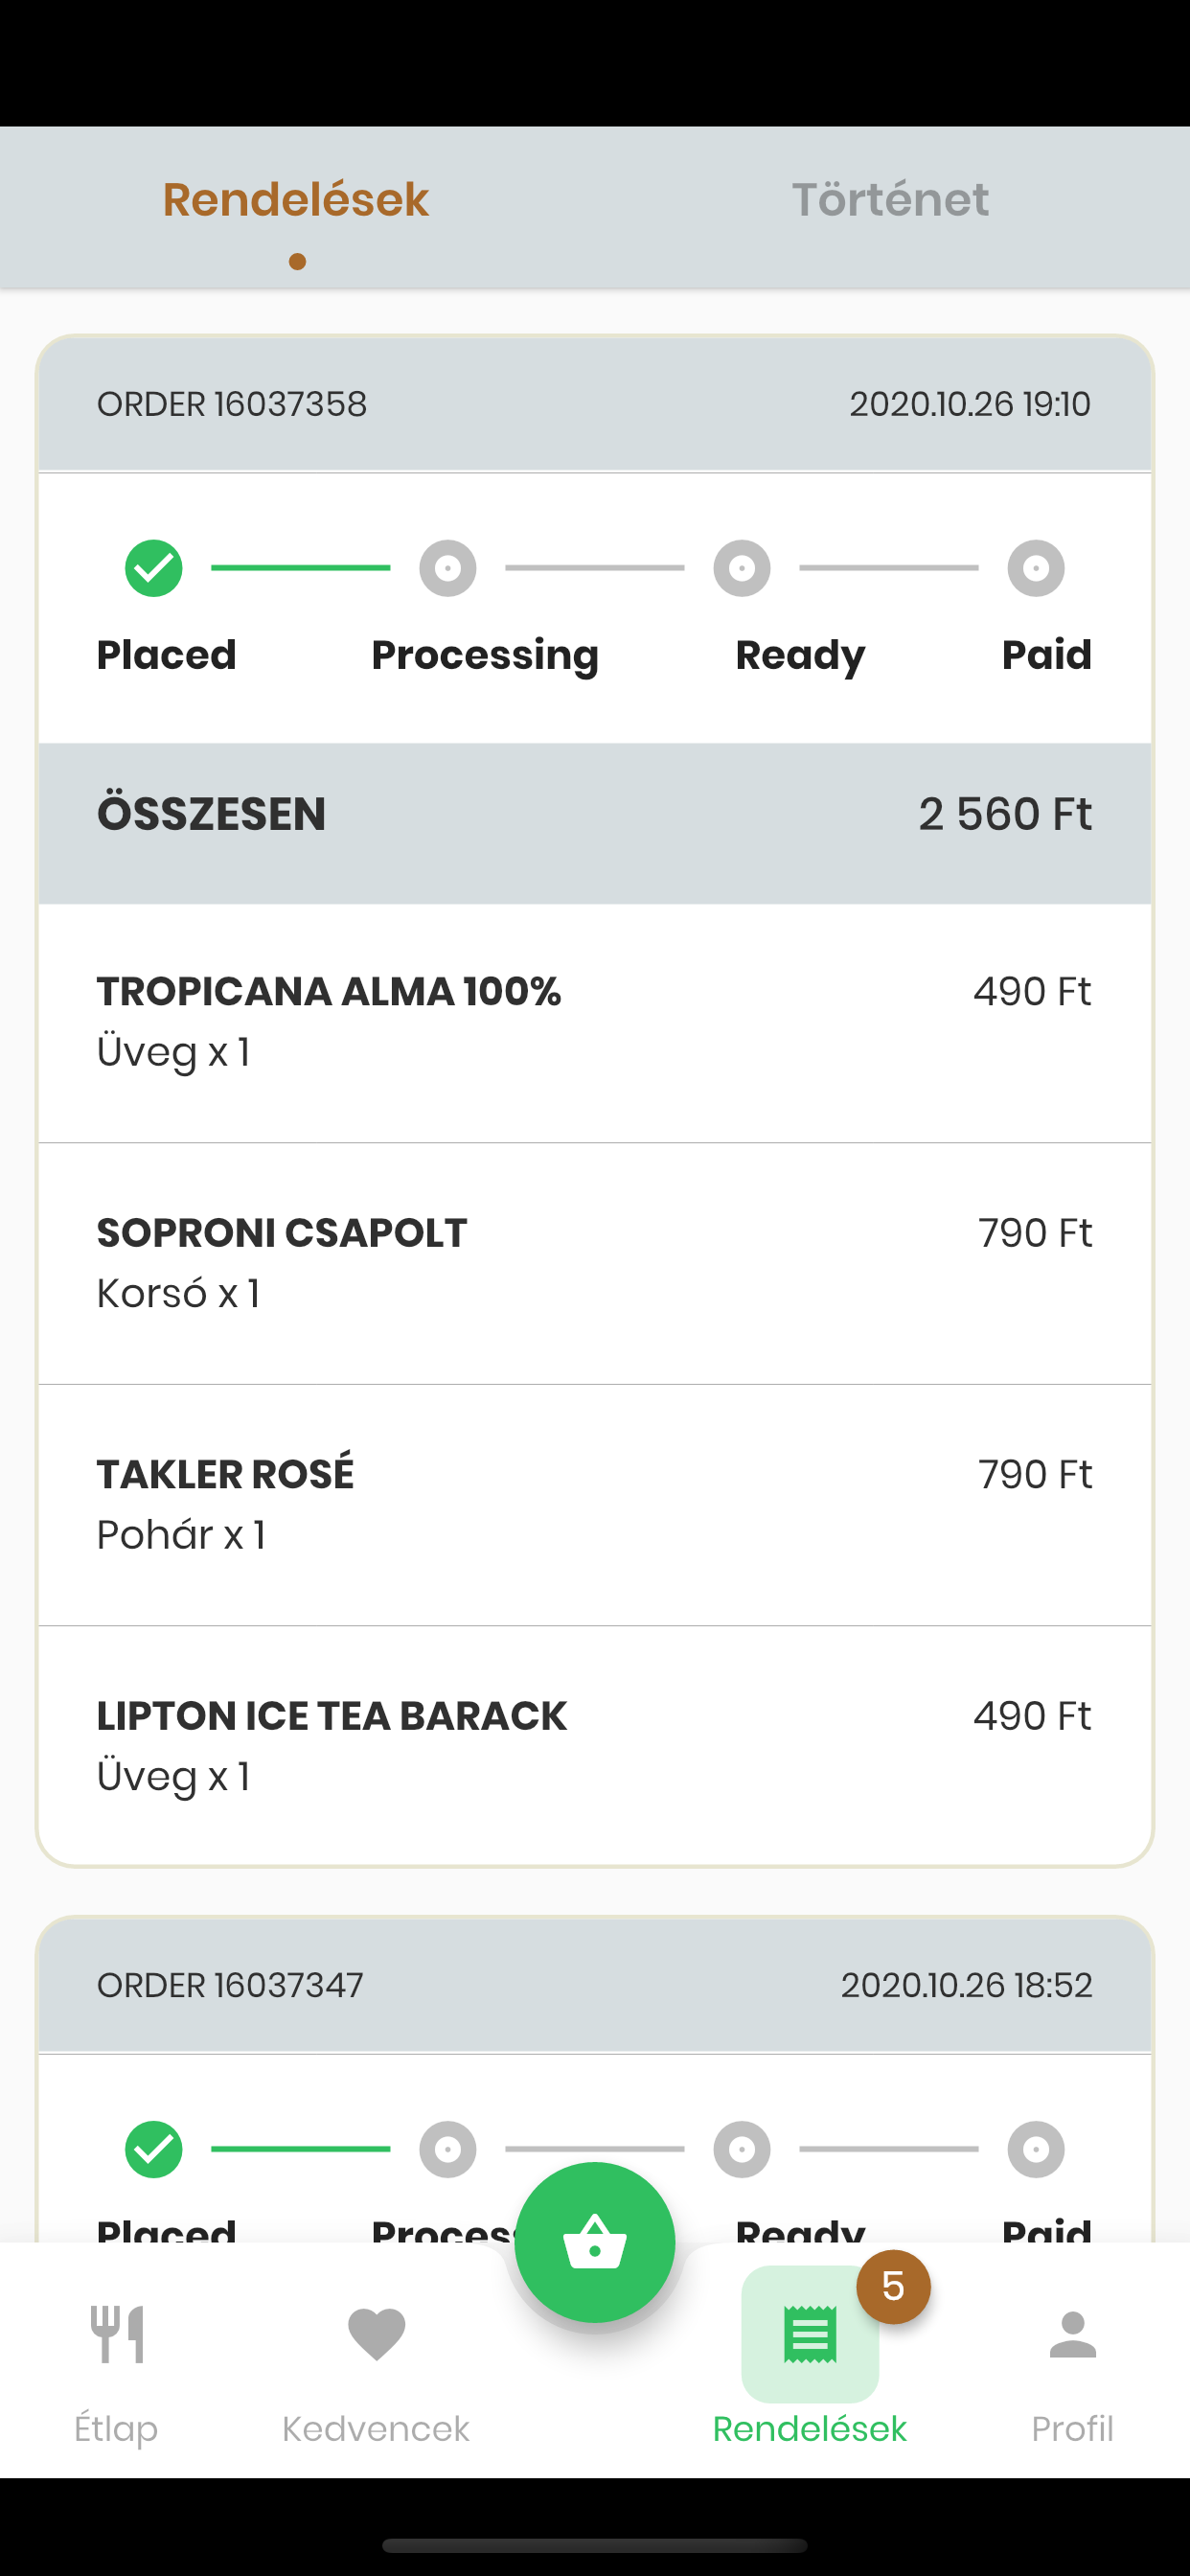 Rendelések Történet
ORDER 16037358 2020.10.26 19:10
Placed Processing Ready Paid
ÖSSZESEN 2 560 Ft
TROPICANA ALMA 100% 490 Ft
Üveg x 1
SOPRONI CSAPOLT 790 Ft
Korsó x 1
TAKLER ROSÉ 790 Ft
Pohár x 1
LIPTON ICE TEA BARACK 490 Ft
Üveg x 1
ORDER 16037347 2020.10.26 18:52
Placed Process Ready Paid
5
Étlap Kedvencek Rendelések Profil